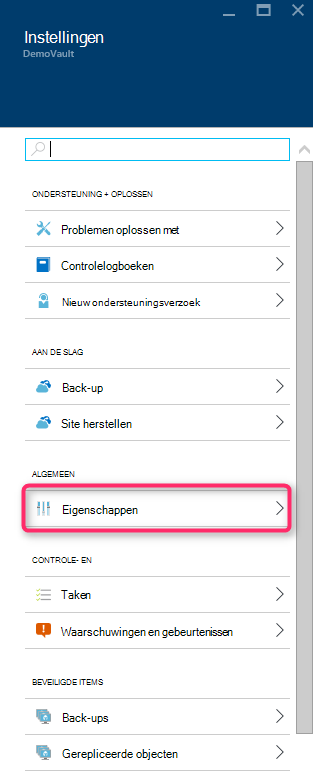 Instellingen
DemoVault
ONDERSTEUNING + OPLOSSEN
Problemen oplossen met
Controlelogboeken
Nieuw ondersteuningsverzoek
AAN DE SLAG
Back-up
Site herstellen
ALGEMEEN
Eigenschappen
CONTROLE- EN
Taken
Waarschuwingen en gebeurtenissen
BEVEILIGDE ITEMS
Back-ups
Gerepliceerde objecten